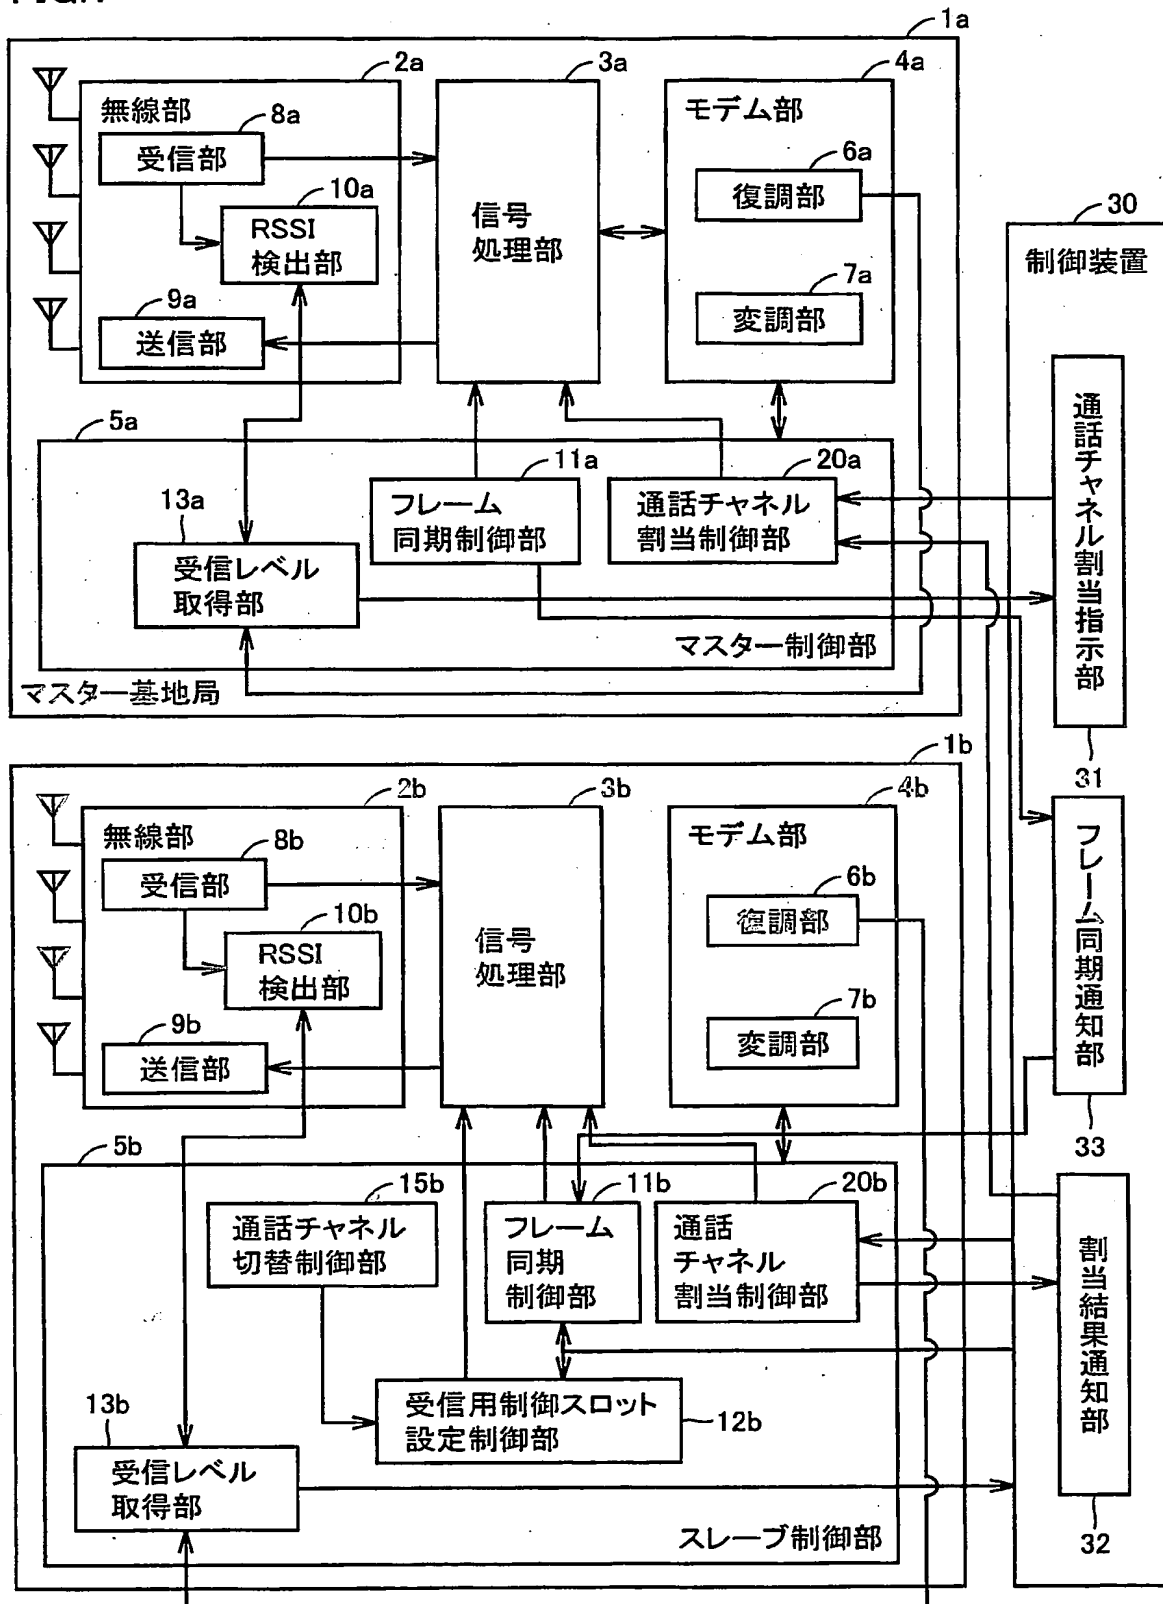 1a
2a
3a
4a
無線部
8a
受信部
10a
RSSI
検出部
9a
送信部
信号
処理部
モデム部
6a
復調部
7a
変調部
30
制御装置
5a
13a
受信レベル
取得部
11a
フレーム
同期制御部
20a
通話チャネル
割当制御部
マスター制御部
マスター基地局
通話チャネル割当指示部
31
1b
2b
3b
4b
無線部
8b
受信部
10b
RSSI
検出部
9b
送信部
信号
処理部
モデム部
6b
復調部
7b
変調部
フレーム同期通知部
33
5b
15b
通話チャネル
切替制御部
11b
フレーム
同期
制御部
20b
通話
チャネル
割当制御部
受信用制御スロット
設定制御部
12b
13b
受信レベル
取得部
スレーブ制御部
割当結果通知部
32